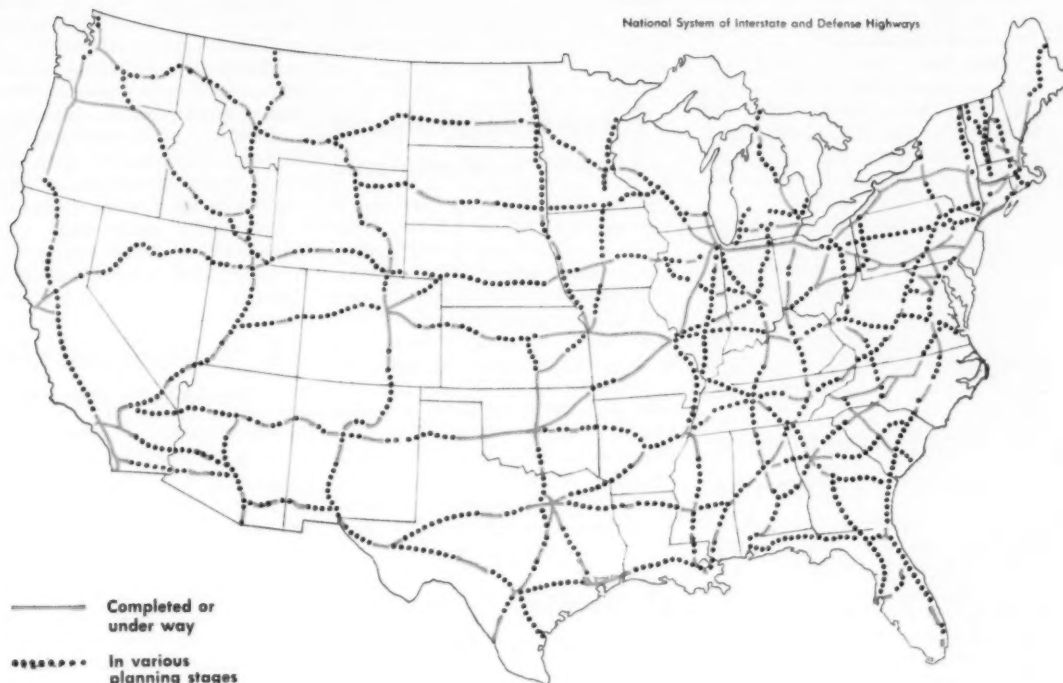 National System of Interstate and Defense Highways
Completed or
under way
In various
planning stages